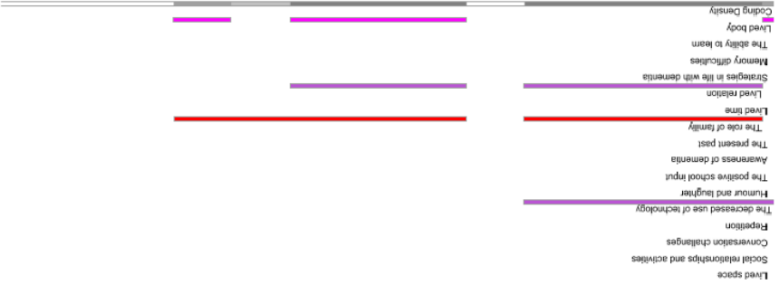 Lived space
Social relationships and activities
Conversation challenges
Repetition
The decreased use of technology
Humour and laughter
The positive school input
Awareness of dementia
The present past
The role of family
Lived time
Lived relation
Strategies in life with dementia
Memory difficulties
The ability to learn
Lived body
Coding Density